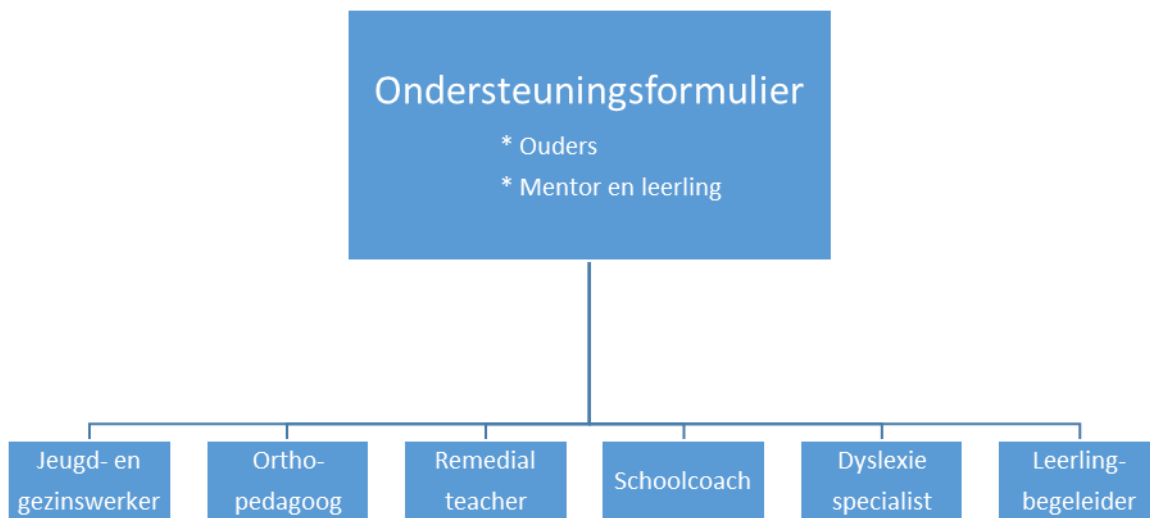 Ondersteuningsformulier
* Ouders
* Mentor en leerling
Jeugd- en
gezinswerker
Ortho-
pedagoog
Remedial
teacher
Schoolcoach
Dyslexie
specialist
Leerling-
begeleider